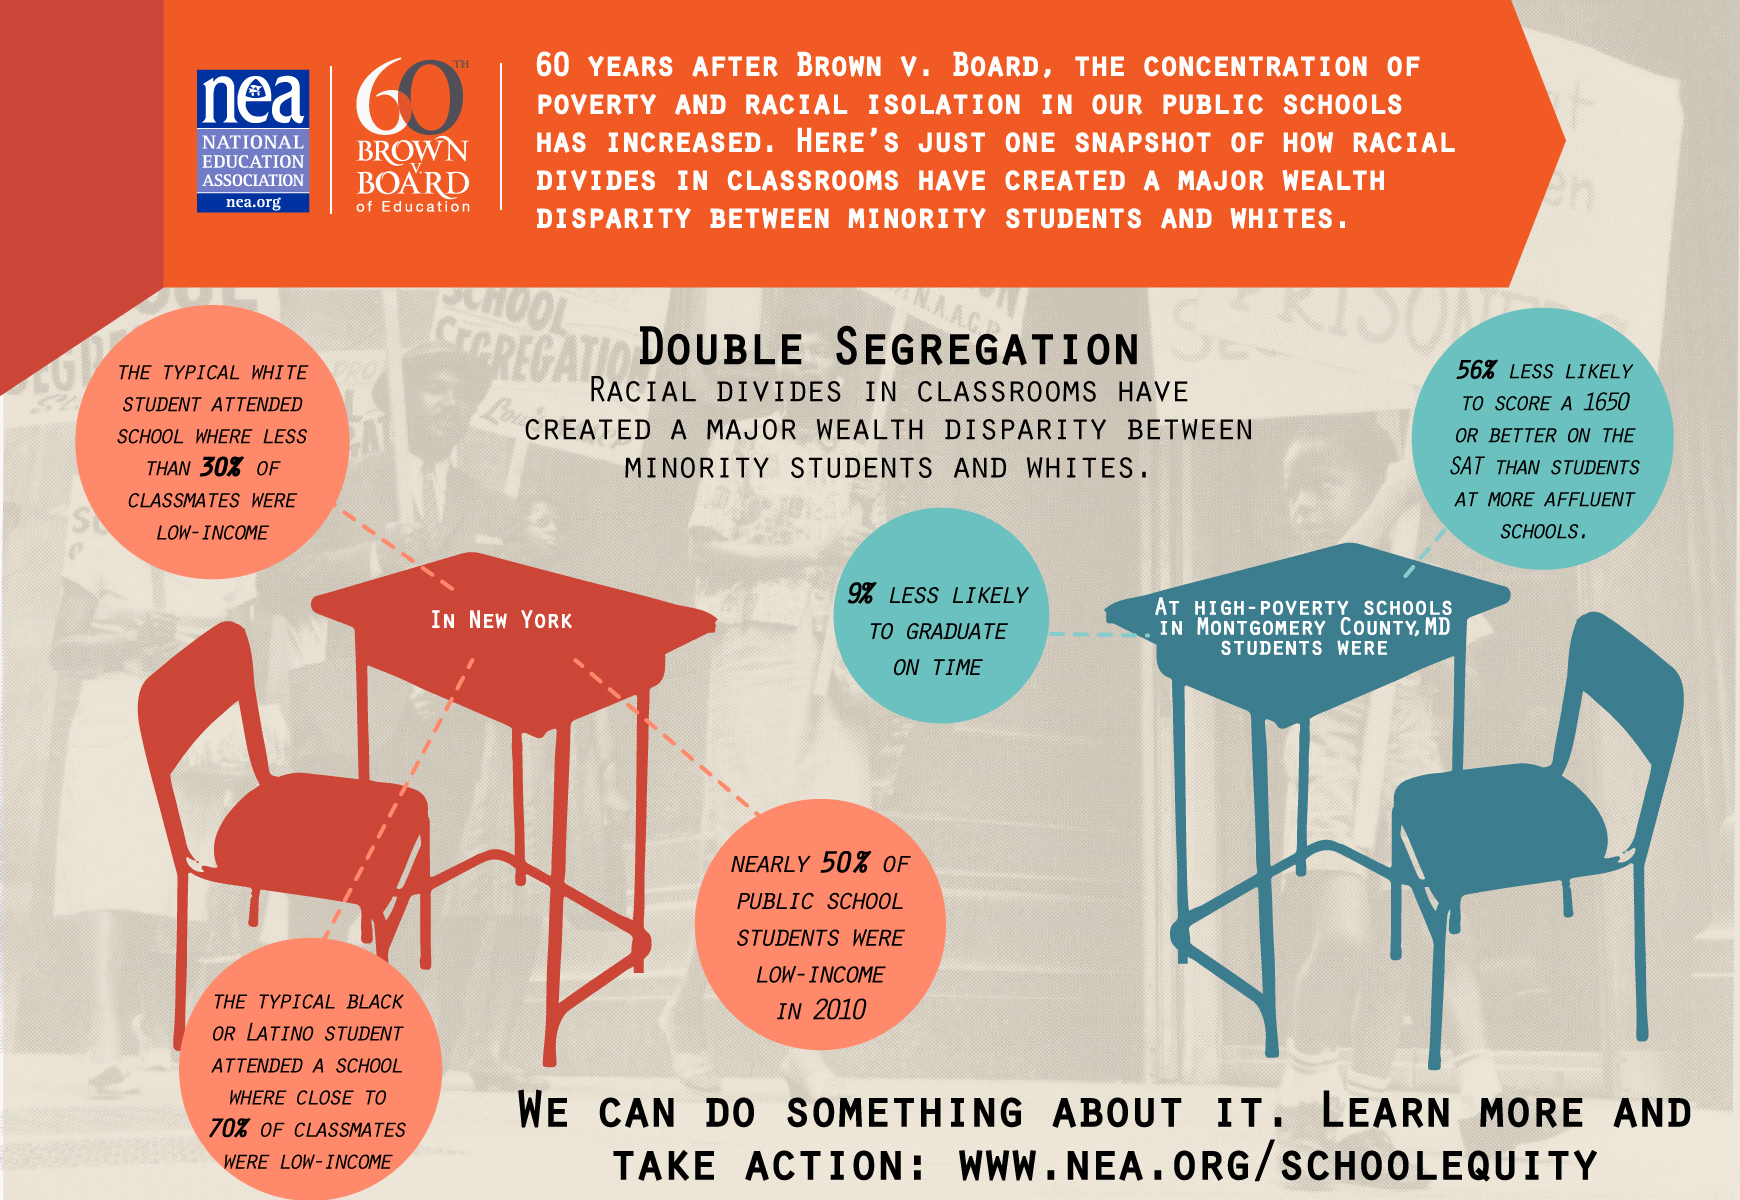 nea
NATIONAL
EDUCATION
ASSOCIATION
nea.org
60TH
BROWN
V.
BOARD
of Education
60 YEARS AFTER BROWN V. BOARD, THE CONCENTRATION OF
POVERTY AND RACIAL ISOLATION IN OUR PUBLIC SCHOOLS
HAS INCREASED. HERE'S JUST ONE SNAPSHOT OF HOW RACIAL
DIVIDES IN CLASSROOMS HAVE CREATED A MAJOR WEALTH
DISPARITY BETWEEN MINORITY STUDENTS AND WHITES.
SCHOOL
SEGREGATION
N.A.A.C.P.
PRISONERS
DOUBLE SEGREGATION
RACIAL DIVIDES IN CLASSROOMS HAVE
CREATED A MAJOR WEALTH DISPARITY BETWEEN
MINORITY STUDENTS AND WHITES.
THE TYPICAL WHITE
STUDENT ATTENDED
SCHOOL WHERE LESS
THAN 30% OF
CLASSMATES WERE
LOW-INCOME
56% LESS LIKELY
TO SCORE A 1650
OR BETTER ON THE
SAT THAN STUDENTS
AT MORE AFFLUENT
SCHOOLS.
IN NEW YORK
9% LESS LIKELY
TO GRADUATE
ON TIME
AT HIGH-POVERTY SCHOOLS
IN MONTGOMERY COUNTY,MD
STUDENTS WERE
NEARLY 50% OF
PUBLIC SCHOOL
STUDENTS WERE
LOW-INCOME
IN 2010
THE TYPICAL BLACK
OR LATINO STUDENT
ATTENDED A SCHOOL
WHERE CLOSE TO
70% OF CLASSMATES
WERE LOW-INCOME
WE CAN DO SOMETHING ABOUT IT. LEARN MORE AND
TAKE ACTION: WWW.NEA.ORG/SCHOOLEQUITY